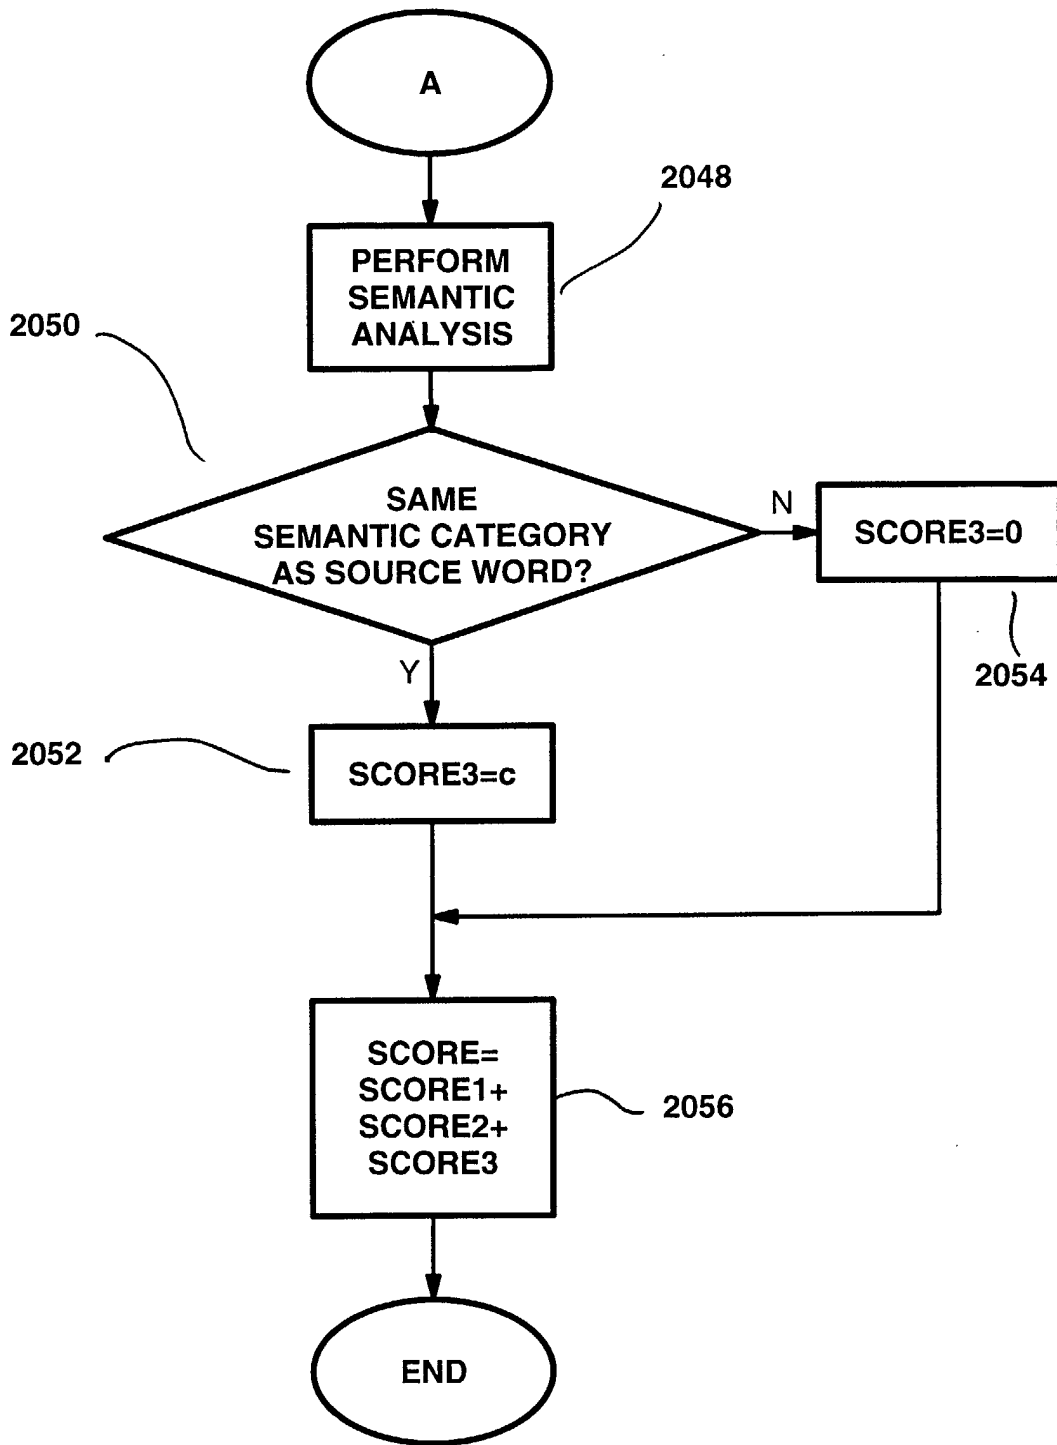 A
2048
PERFORM
SEMANTIC
ANALYSIS
2050
SAME
SEMANTIC CATEGORY
AS SOURCE WORD?
N
SCORE3=0
2054
Y
2052
SCORE3=c
SCORE=
SCORE1+
SCORE2+
SCORE3
2056
END